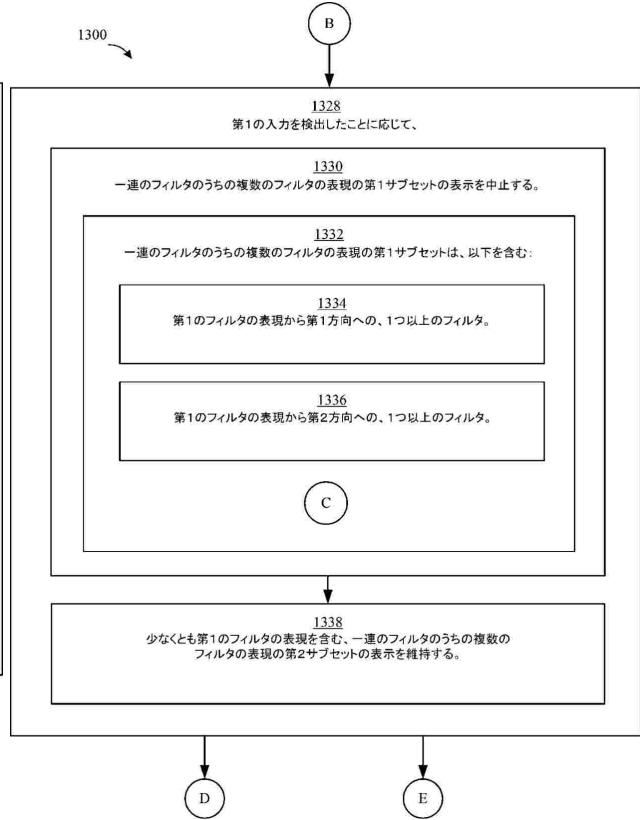 B
1300
1328
第1の入力を検出したことに応じて、
1330
一連のフィルタのうちの複数のフィルタの表現の第1サブセットの表示を中止する。
1332
一連のフィルタのうちの複数のフィルタの表現の第1サブセットは、以下を含む:
1334
第1のフィルタの表現から第1方向への、1つ以上のフィルタ。
1336
第1のフィルタの表現から第2方向への、1つ以上のフィルタ。
C
1338
少なくとも第1のフィルタの表現を含む、一連のフィルタのうちの複数の
フィルタの表現の第2サブセットの表示を維持する。
D
E